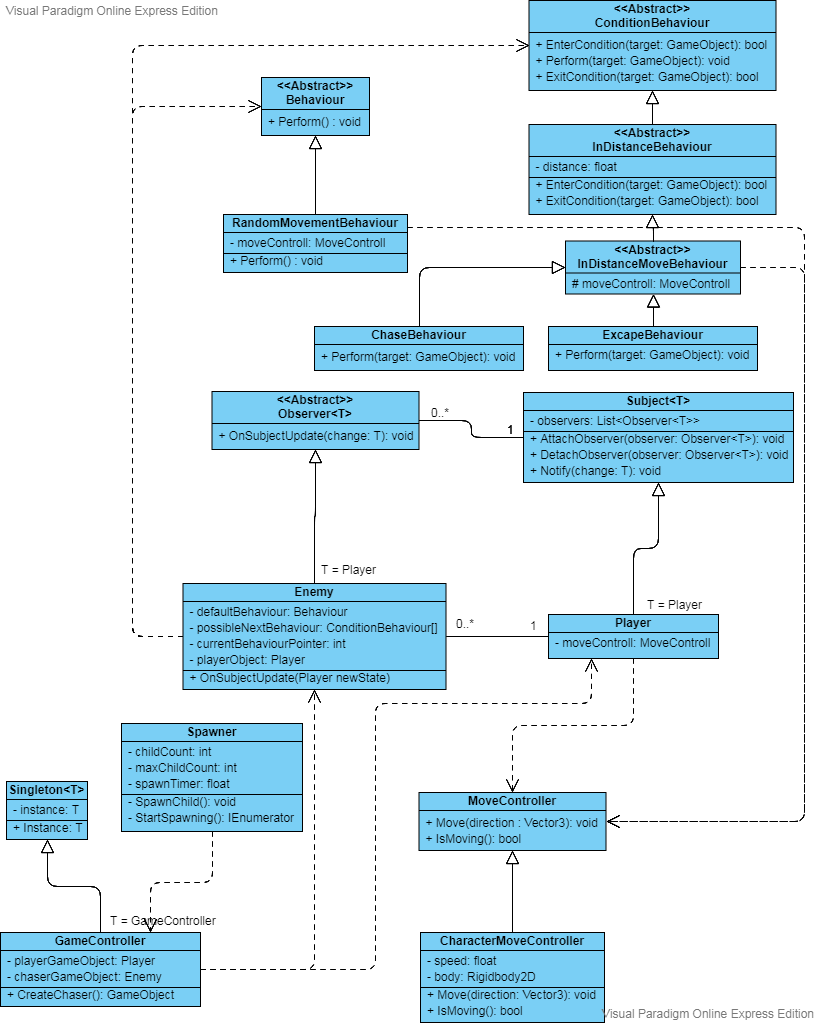 Visual Paradigm Online Express Edition
<<Abstract>>
ConditionBehaviour
+ EnterCondition(target: GameObject): bool
+ Perform(target: GameObject): void
+ ExitCondition(target: GameObject): bool
<<Abstract>>
Behaviour
+ Perform() : void
<<Abstract>>
InDistanceBehaviour
- distance: float
+ EnterCondition(target: GameObject): bool
+ ExitCondition(target: GameObject): bool
RandomMovementBehaviour
- moveControll: MoveControll
+ Perform() : void
<<Abstract>>
InDistanceMoveBehaviour
# moveControll: MoveControll
ChaseBehaviour
+ Perform(target: GameObject): void
ExcapeBehaviour
+ Perform(target: GameObject): void
<<Abstract>>
Observer<T>
+ OnSubjectUpdate(change: T): void
0..*
1
Subject<T>
- observers: List<Observer<T>>
+ AttachObserver(observer: Observer<T>): void
+ DetachObserver(observer: Observer<T>): void
+ Notify(change: T): void
T = Player
Enemy
- defaultBehaviour: Behaviour
- possibleNextBehaviour: ConditionBehaviour[]
- currentBehaviourPointer: int
- playerObject: Player
+ OnSubjectUpdate(Player newState)
0..*
1
T = Player
Player
- moveControll: MoveControll
Spawner
- childCount: int
- maxChildCount: int
- spawnTimer: float
- SpawnChild(): void
- StartSpawning(): IEnumerator
Singleton<T>
- instance: T
+ Instance: T
MoveController
+ Move(direction : Vector3): void
+ IsMoving(): bool
T = GameController
GameController
- playerGameObject: Player
- chaserGameObject: Enemy
+ CreateChaser(): GameObject
CharacterMoveController
- speed: float
- body: Rigidbody2D
+ Move(direction: Vector3): void
+ IsMoving(): bool
Visual Paradigm Online Express Edition